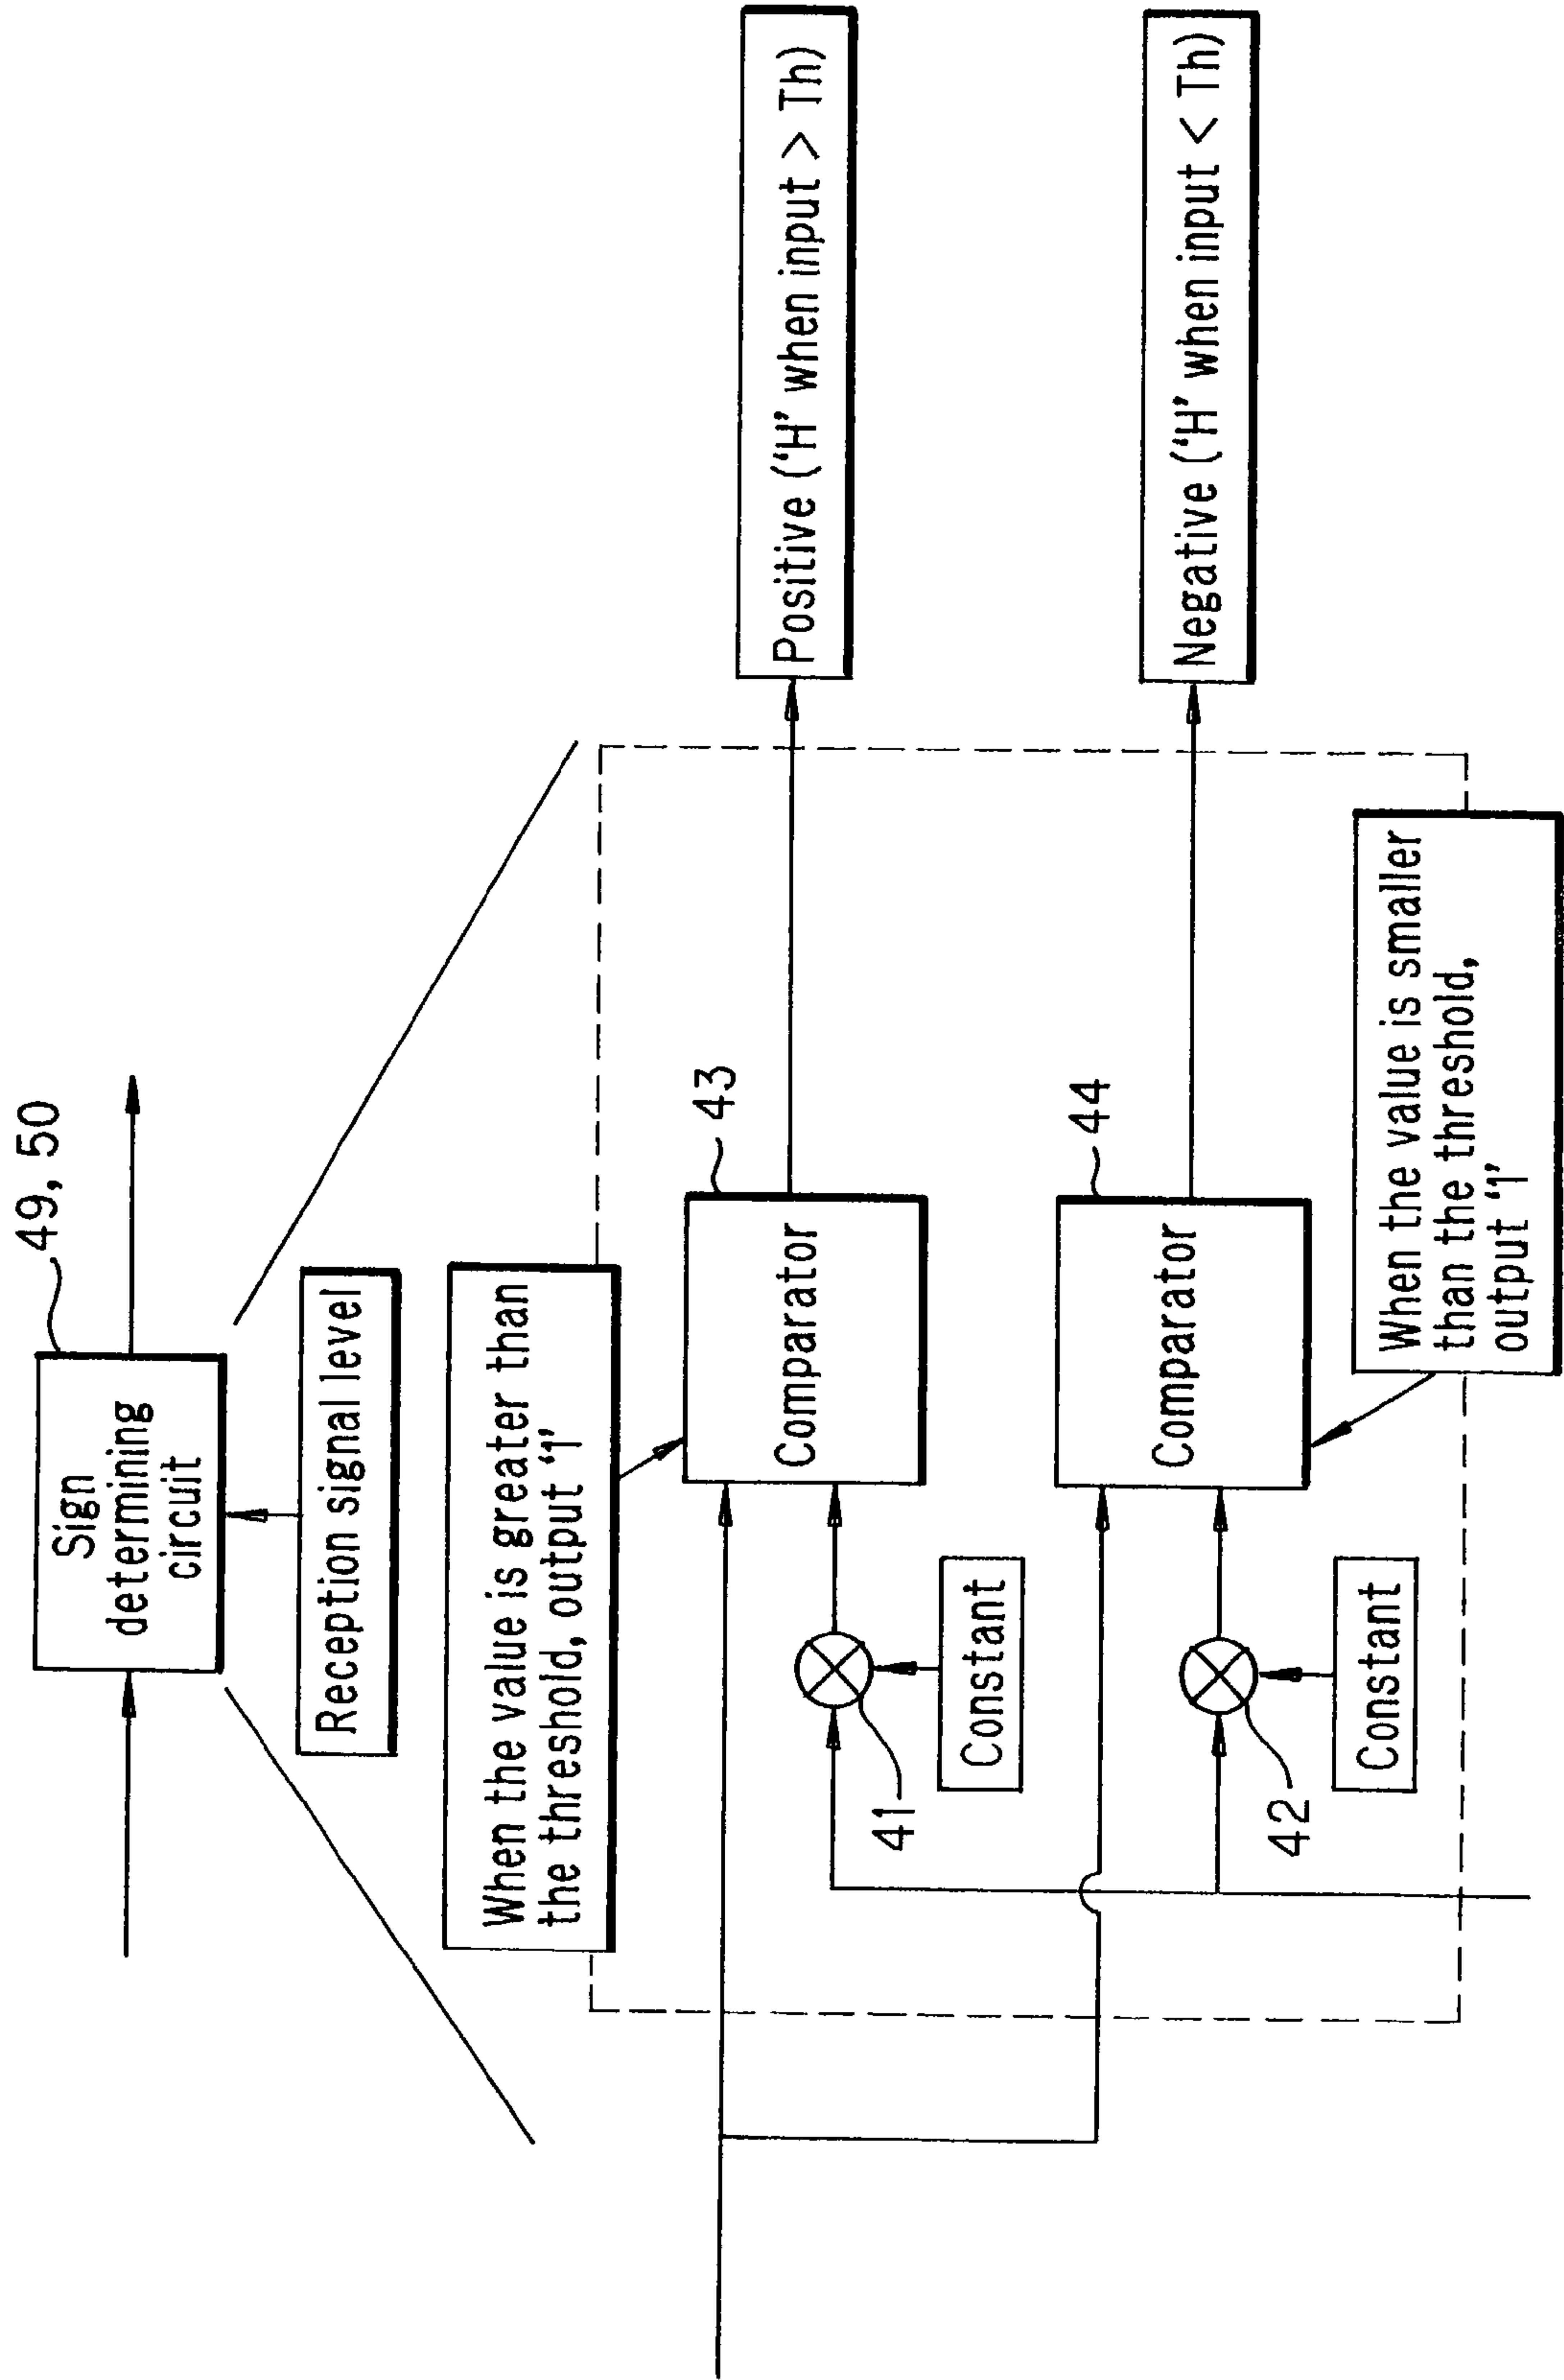 49, 50
Sign
determining
circuit
Reception signal level
When the value is greater than
the threshold, output '1'
43
Comparator
Positive ('H' when input > Th)
41
Constant
44
Comparator
Negative ('H' when input < Th)
42
Constant
When the value is smaller
than the threshold,
output '1'